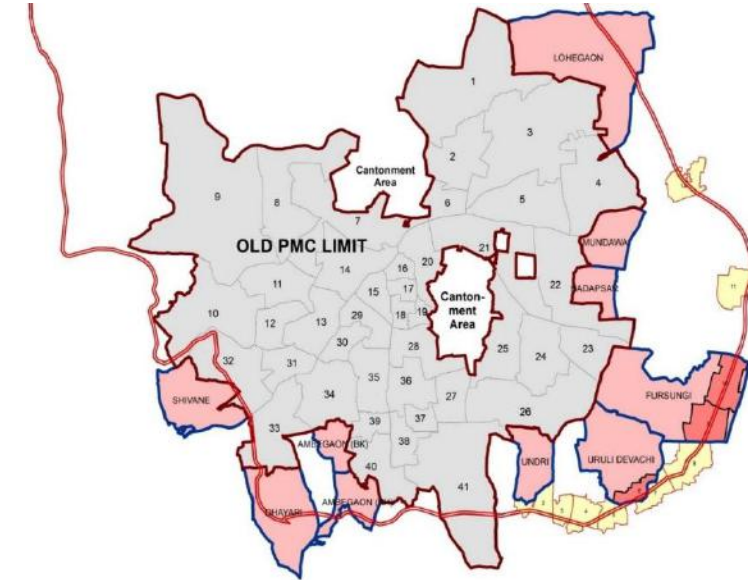 LOHEGAON
1
3
2
Cantonment
Area
4
9
8
5
6
7
OLD PMC LIMIT
MUNDAWA
21
20
16
14
11
15
17
22
Canton-
ment
Area
10
12
13
29
18
19
30
28
25
24
23
32
31
35
36
34
27
FURSUNGI
SHIVANE
26
39
37
33
38
AMBEGAON (BK)
40
UNDRI
URULI DEVACHI
41
AMBEGAON
DHAYARI
11